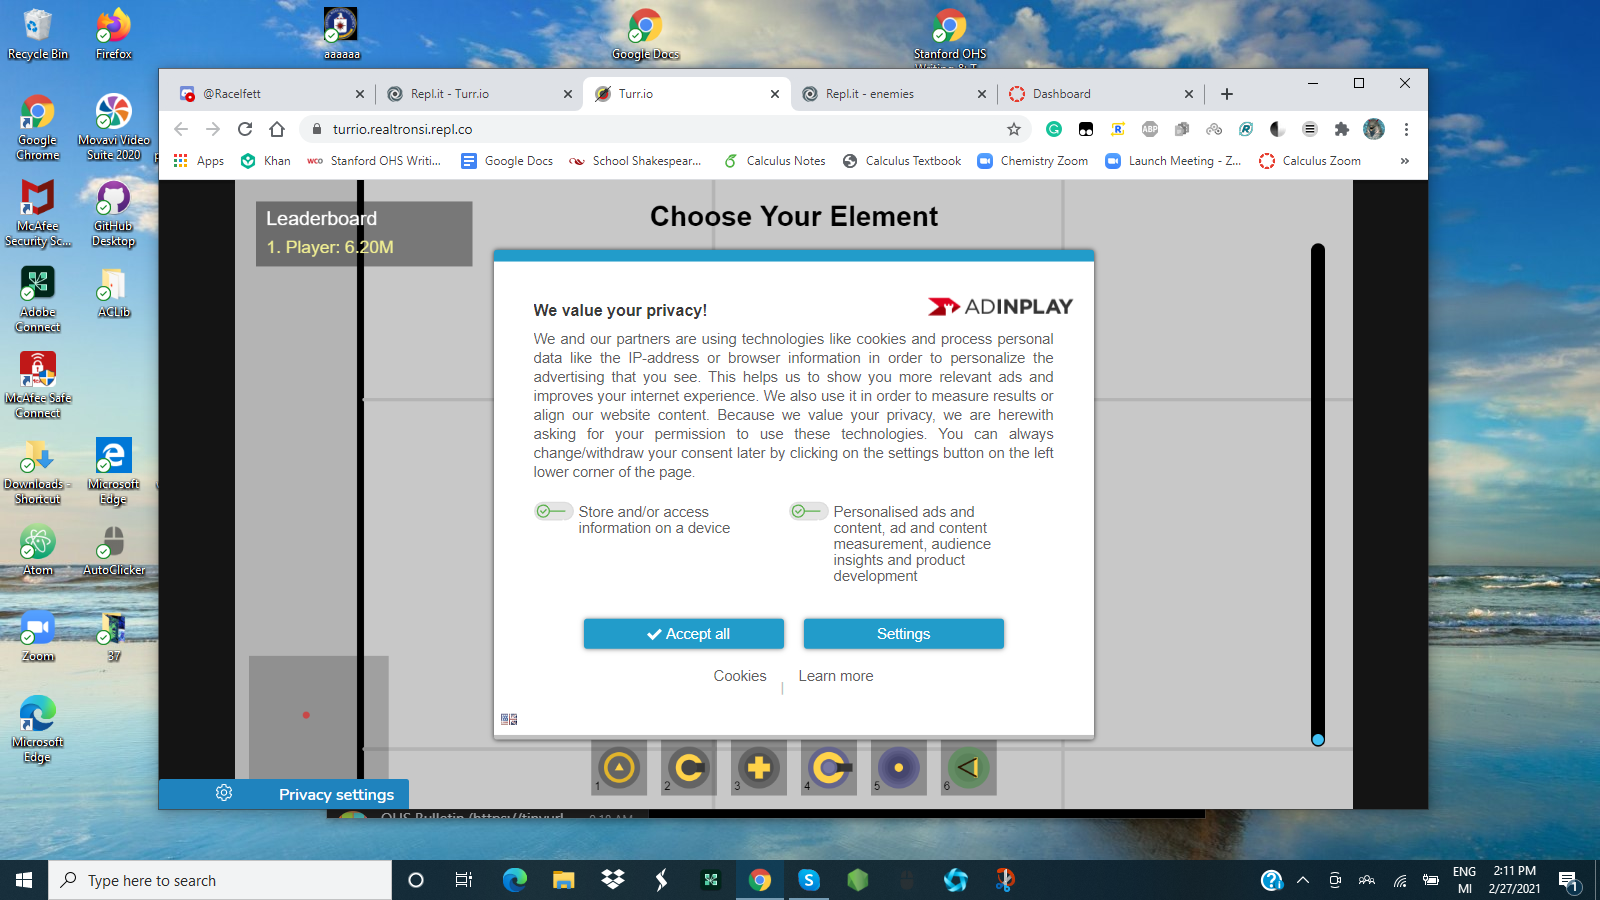 Recycle Bin
Firefox
aaaaaa
Google Docs
Stanford OHS
@Racelfett
Repl.it - Turr.io
Turr.io
Repl.it - enemies
Dashboard
turrio.realtronsi.repl.co
Apps
Khan
Stanford OHS Writi...
Google Docs
School Shakespear...
Calculus Notes
Calculus Textbook
Chemistry Zoom
Launch Meeting - Z...
Calculus Zoom
»
Google
Chrome
Movavi Video
Suite 2020
McAfee
Security Sc...
GitHub
Desktop
Adobe
Connect
ACLib
McAfee Safe
Connect
Downloads -
Shortcut
Microsoft
Edge
Atom
AutoClicker
Zoom
37
Microsoft
Edge
Leaderboard
1. Player: 6.20M
Choose Your Element
ADINPLAY
We value your privacy!
We and our partners are using technologies like cookies and process personal
data like the IP-address or browser information in order to personalize the
advertising that you see. This helps us to show you more relevant ads and
improves your internet experience. We also use it in order to measure results or
align our website content. Because we value your privacy, we are herewith
asking for your permission to use these technologies. You can always
change/withdraw your consent later by clicking on the settings button on the left
lower corner of the page.
Store and/or access
information on a device
Personalised ads and
content, ad and content
measurement, audience
insights and product
development
Accept all
Settings
Cookies
|
Learn more
1
2
3
4
5
6
Privacy settings
Type here to search
ENG
MI
2:11 PM
2/27/2021
1